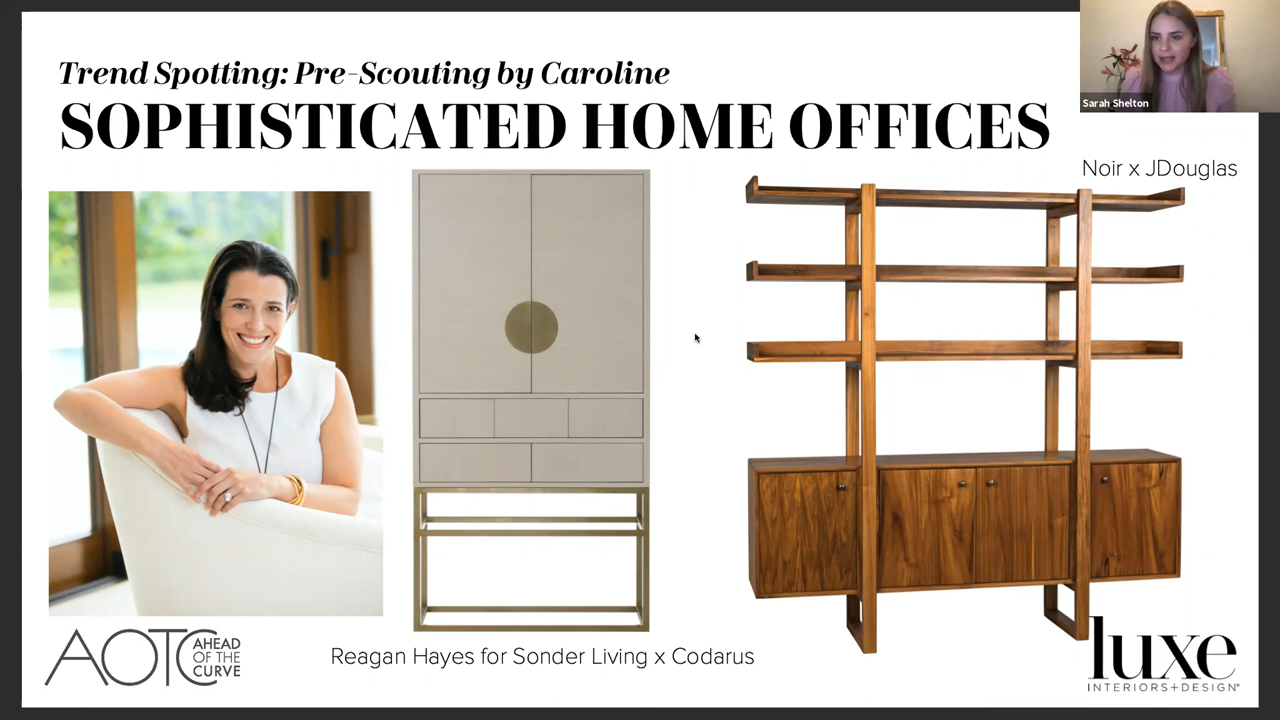 Trend Spotting: Pre-Scouting by Caroline
SOPHISTICATED HOME OFFICES
Sarah Shelton
Noir x JDouglas
AOTC AHEAD
OF THE
CURVE
Reagan Hayes for Sonder Living x Codarus
luxe
INTERIORS+DESIGN®